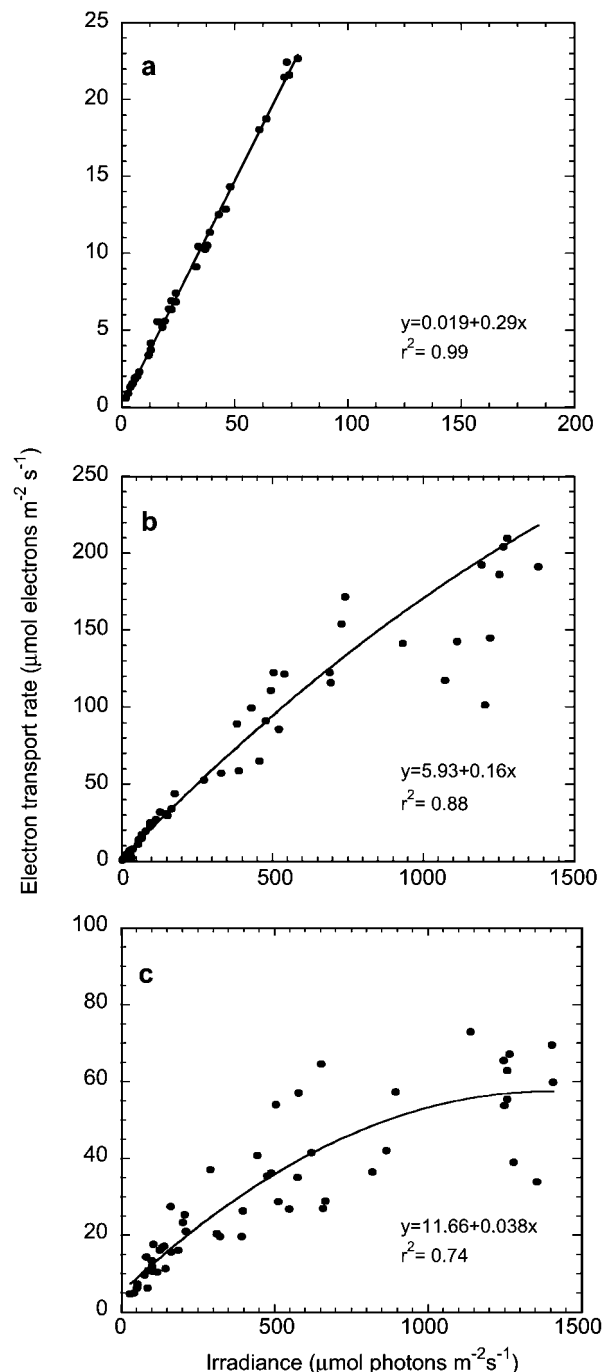 25
a
20
15
10
y=0.019+0.29x
5
r²= 0.99
0
0 50 100 150 200
Electron transport rate (μmol electrons m⁻² s⁻¹)
250
b
200
150
100
y=5.93+0.16x
50
r²= 0.88
0
0 500 1000 1500
100
c
80
60
40
y=11.66+0.038x
20
r²= 0.74
0
0 500 1000 1500
Irradiance (μmol photons m⁻²s⁻¹)